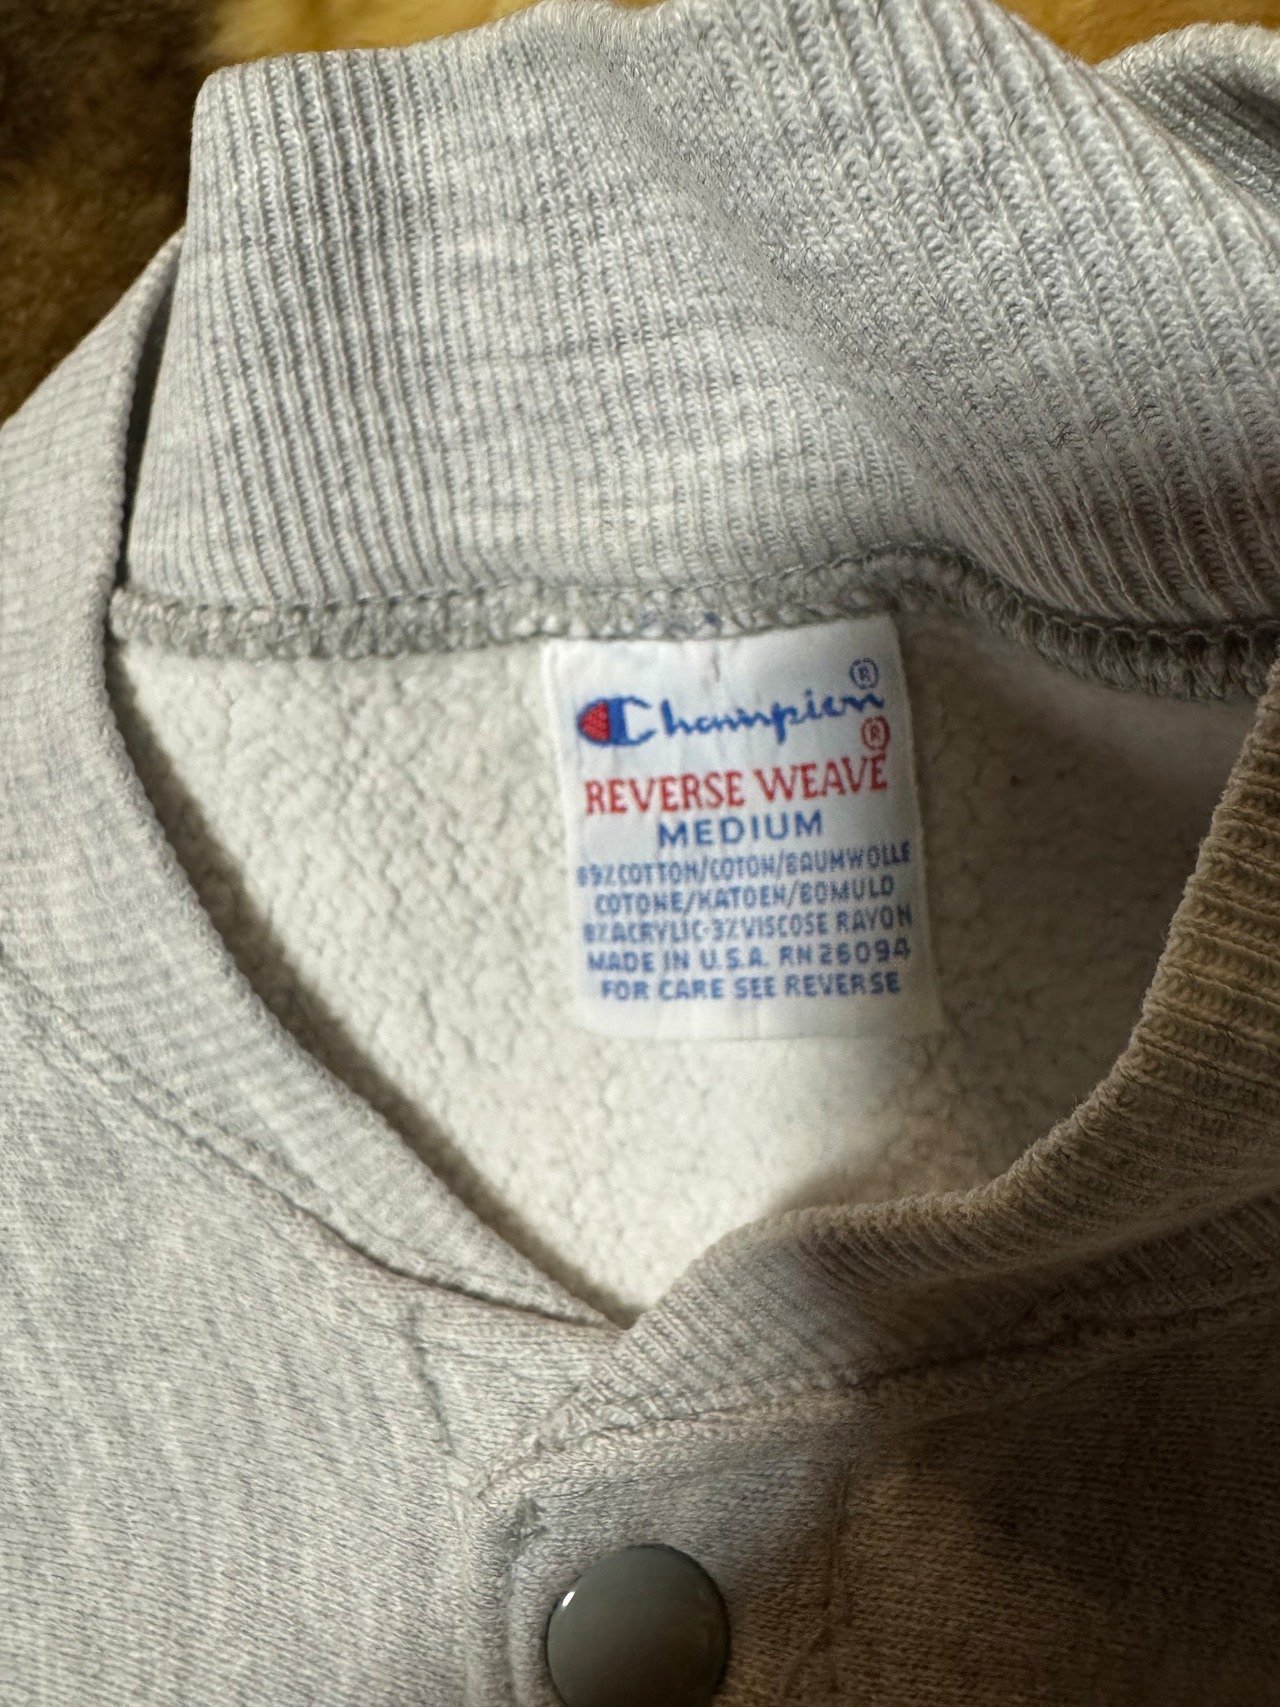 Champion®
REVERSE WEAVE®
MEDIUM
89% COTTON/COTON/BAUMWOLLE
COTONE/KATOEN/BOMULD
8% ACRYLIC-3% VISCOSE RAYON
MADE IN U.S.A. RN 26094
FOR CARE SEE REVERSE